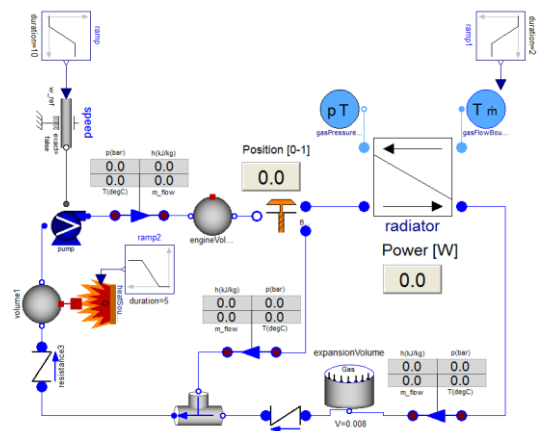 duration=10
ramp
ramp1
duration=2
w_ref
speed
exact=
false
p(bar)
h(kJ/kg)
0.0
0.0
0.0
0.0
T(degC)
m_flow
Position [0-1]
0.0
pT
gasPressure...
T ṁ
gasFlowBou...
pump
engineVol...
B
radiator
Power [W]
0.0
ramp2
duration=5
volume1
heatSou...
h(kJ/kg)
p(bar)
0.0
0.0
0.0
0.0
m_flow
T(degC)
resistance3
expansionVolume
Gas
V=0.008
h(kJ/kg)
p(bar)
0.0
0.0
0.0
0.0
m_flow
T(degC)